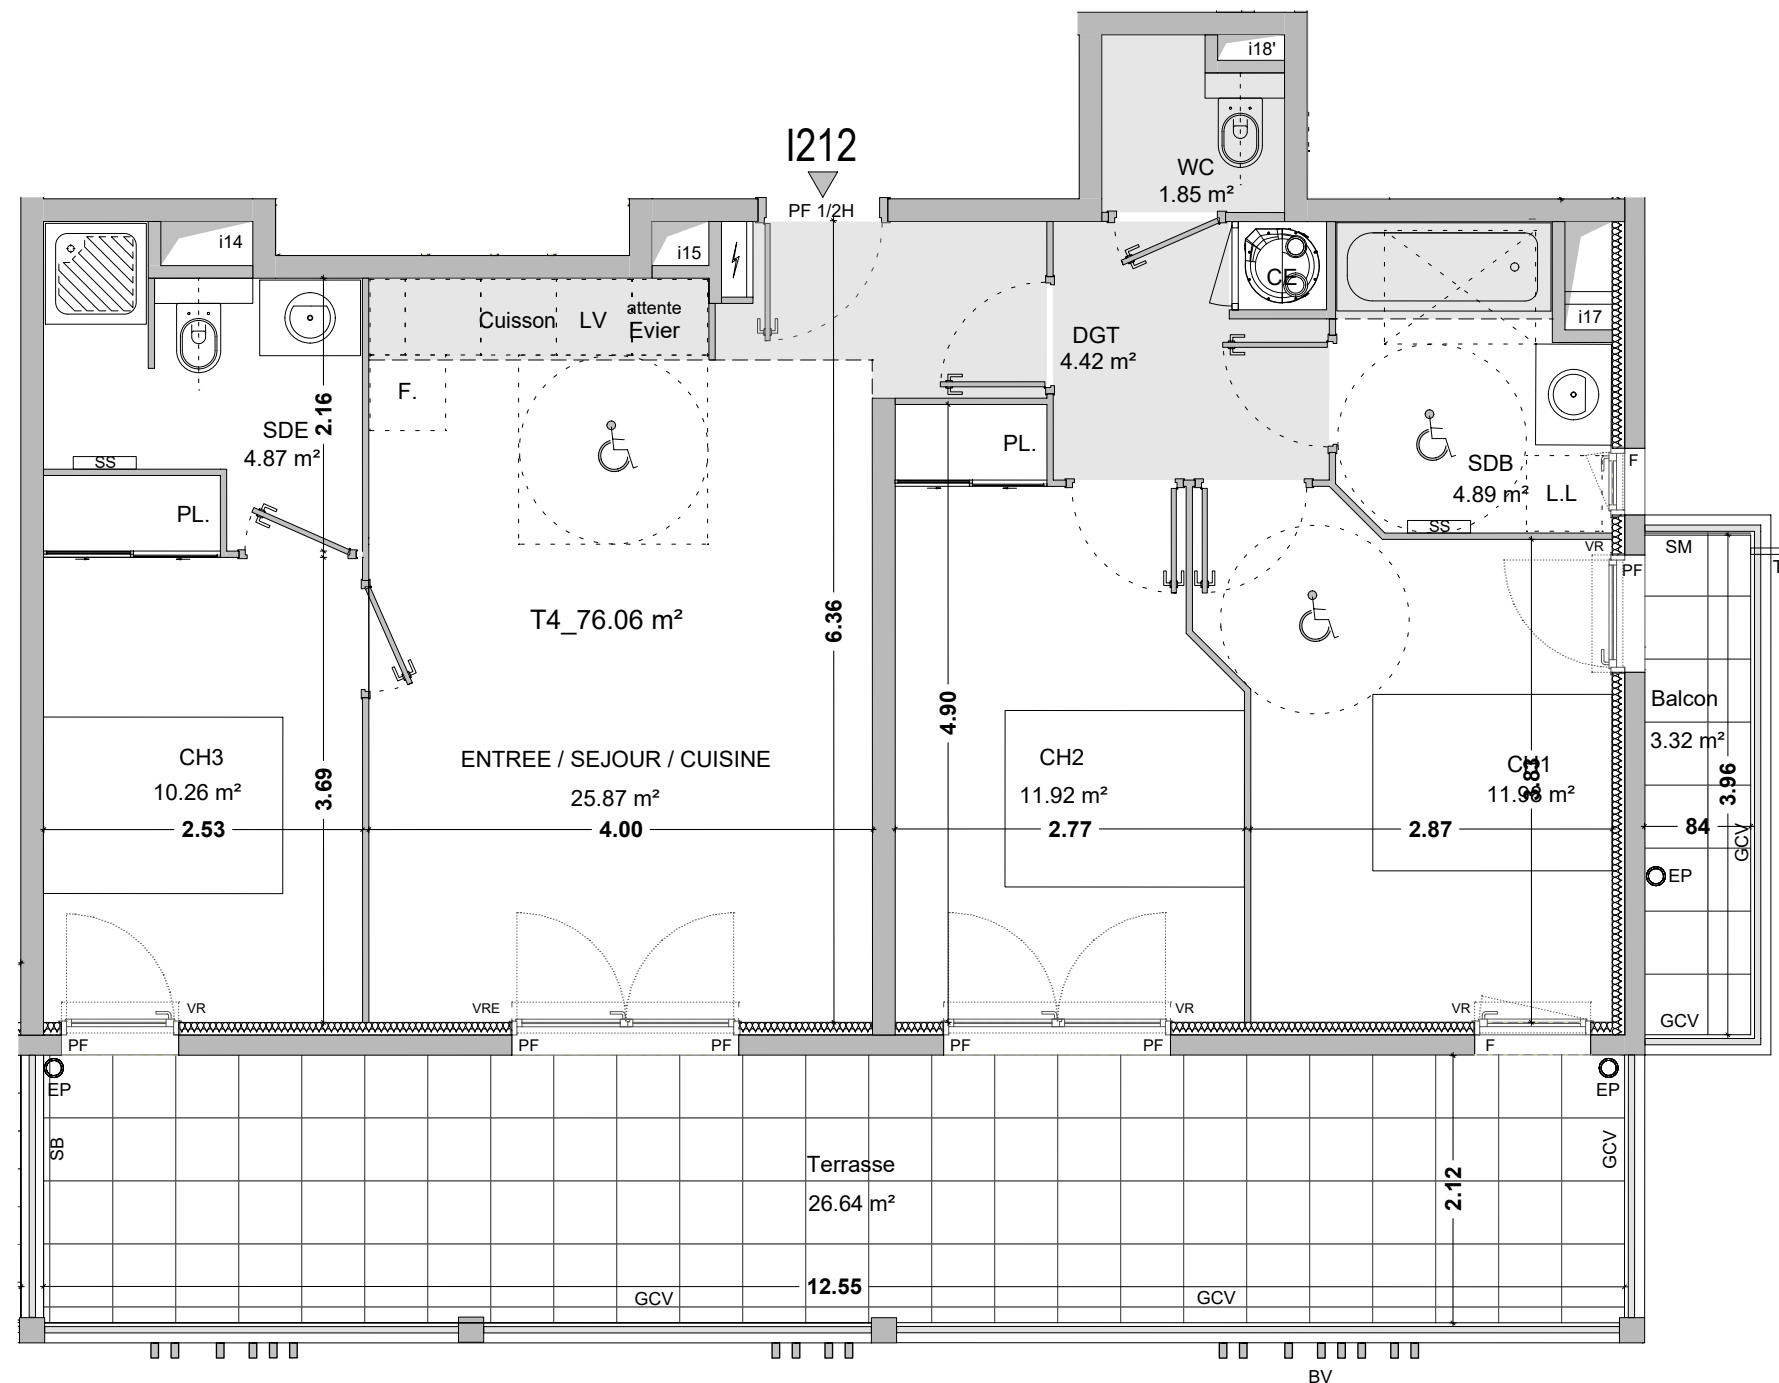 i18'
I212
WC
1.85 m²
PF 1/2H
i14
i15
CE
i17
Cuisson
LV
attente
Evier
DGT
4.42 m²
F.
2.16
SDE
4.87 m²
SS
PL.
PL.
SDB
4.89 m²
L.L
SS
F
VR
PF
SM
T
T4_76.06 m²
6.36
4.90
Balcon
3.32 m²
CH3
10.26 m²
3.69
2.53
ENTREE / SEJOUR / CUISINE
25.87 m²
4.00
CH2
11.92 m²
2.77
CH1
3.83
2.87
3.96
84
GCV
EP
GCV
VR
VRE
VR
VR
PF
PF
PF
PF
PF
F
EP
EP
SB
GCV
Terrasse
26.64 m²
2.12
12.55
GCV
GCV
BV